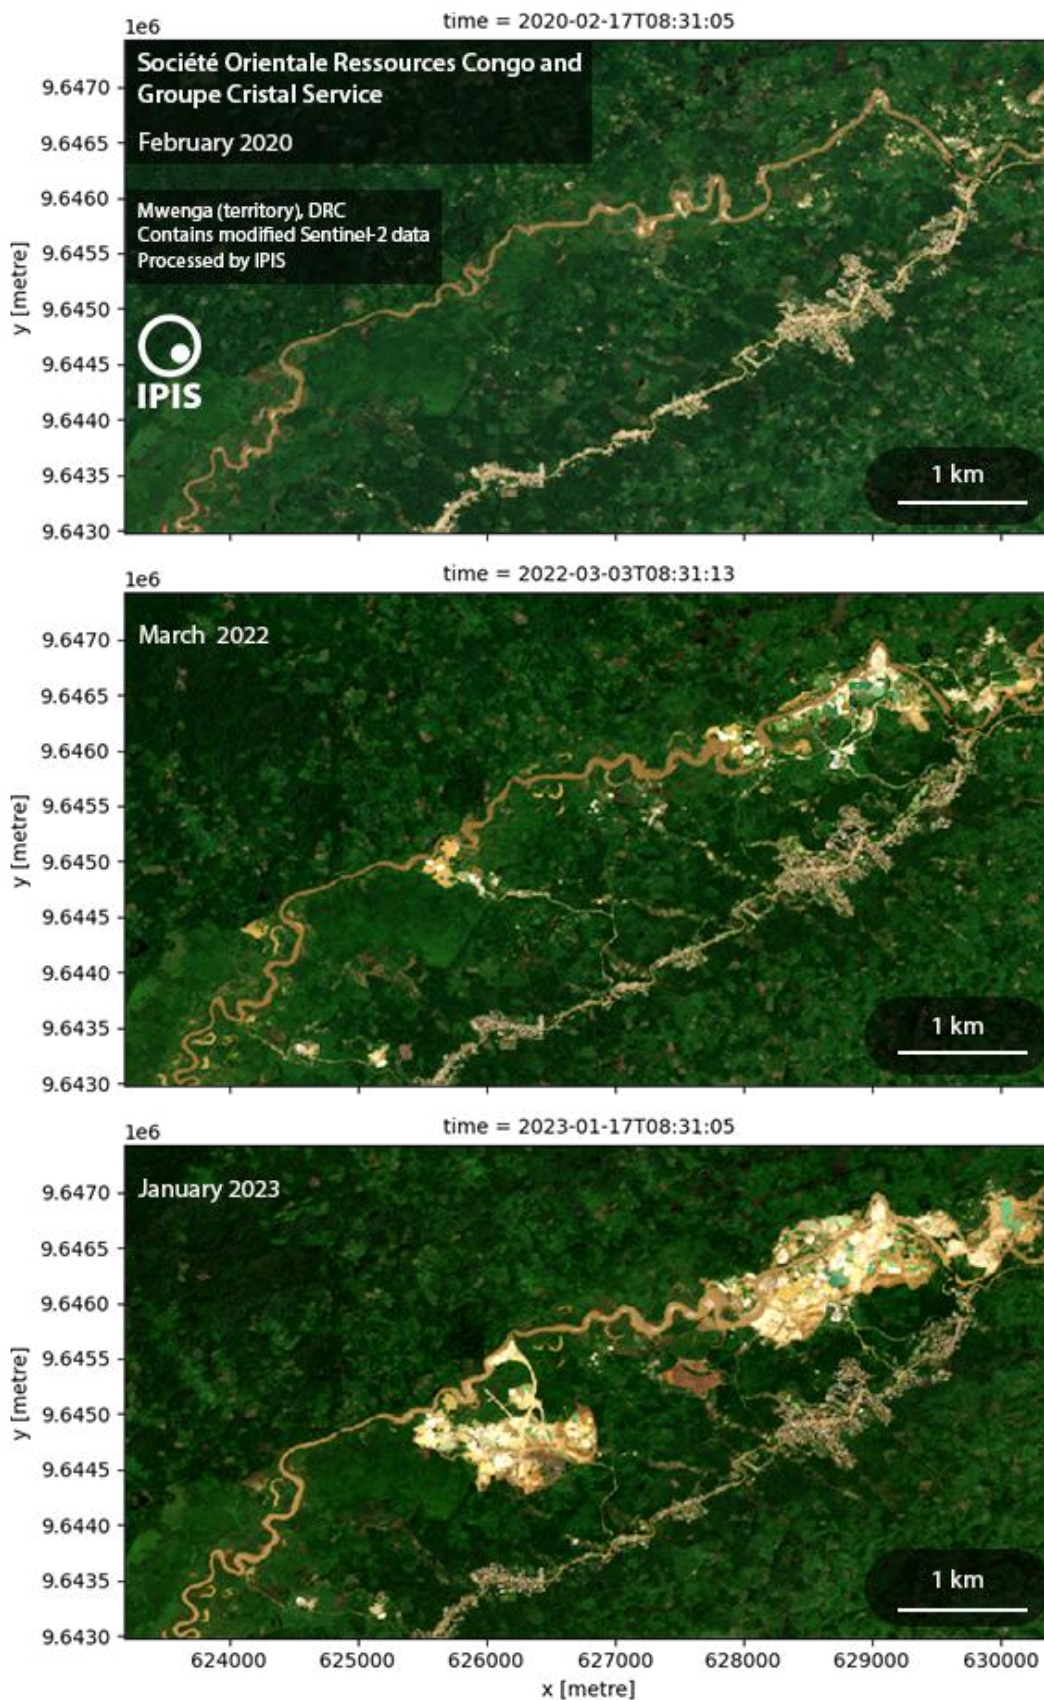 time = 2020-02-17T08:31:05
1e6
Société Orientale Ressources Congo and
Groupe Cristal Service
February 2020
Mwenga (territory), DRC
Contains modified Sentinel-2 data
Processed by IPIS
IPIS
9.6470
9.6465
9.6460
9.6455
9.6450
9.6445
9.6440
9.6435
9.6430
y [metre]
1 km
time = 2022-03-03T08:31:13
1e6
March 2022
9.6470
9.6465
9.6460
9.6455
9.6450
9.6445
9.6440
9.6435
9.6430
y [metre]
1 km
time = 2023-01-17T08:31:05
1e6
January 2023
9.6470
9.6465
9.6460
9.6455
9.6450
9.6445
9.6440
9.6435
9.6430
y [metre]
1 km
624000 625000 626000 627000 628000 629000 630000
x [metre]